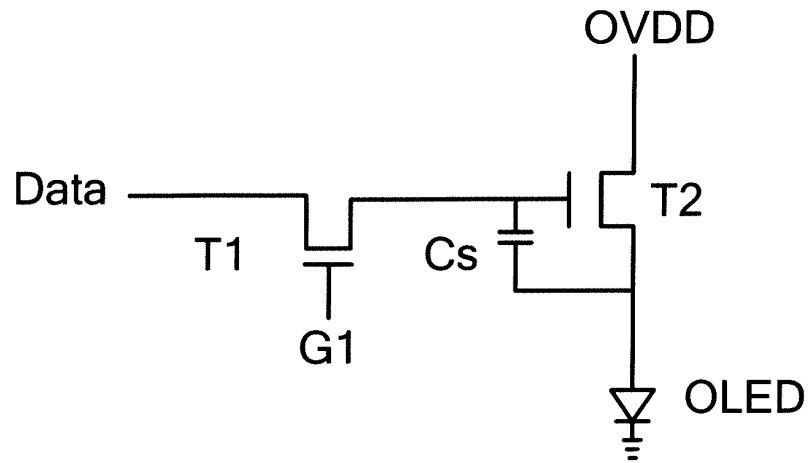 OVDD
Data
T1
Cs
T2
G1
OLED